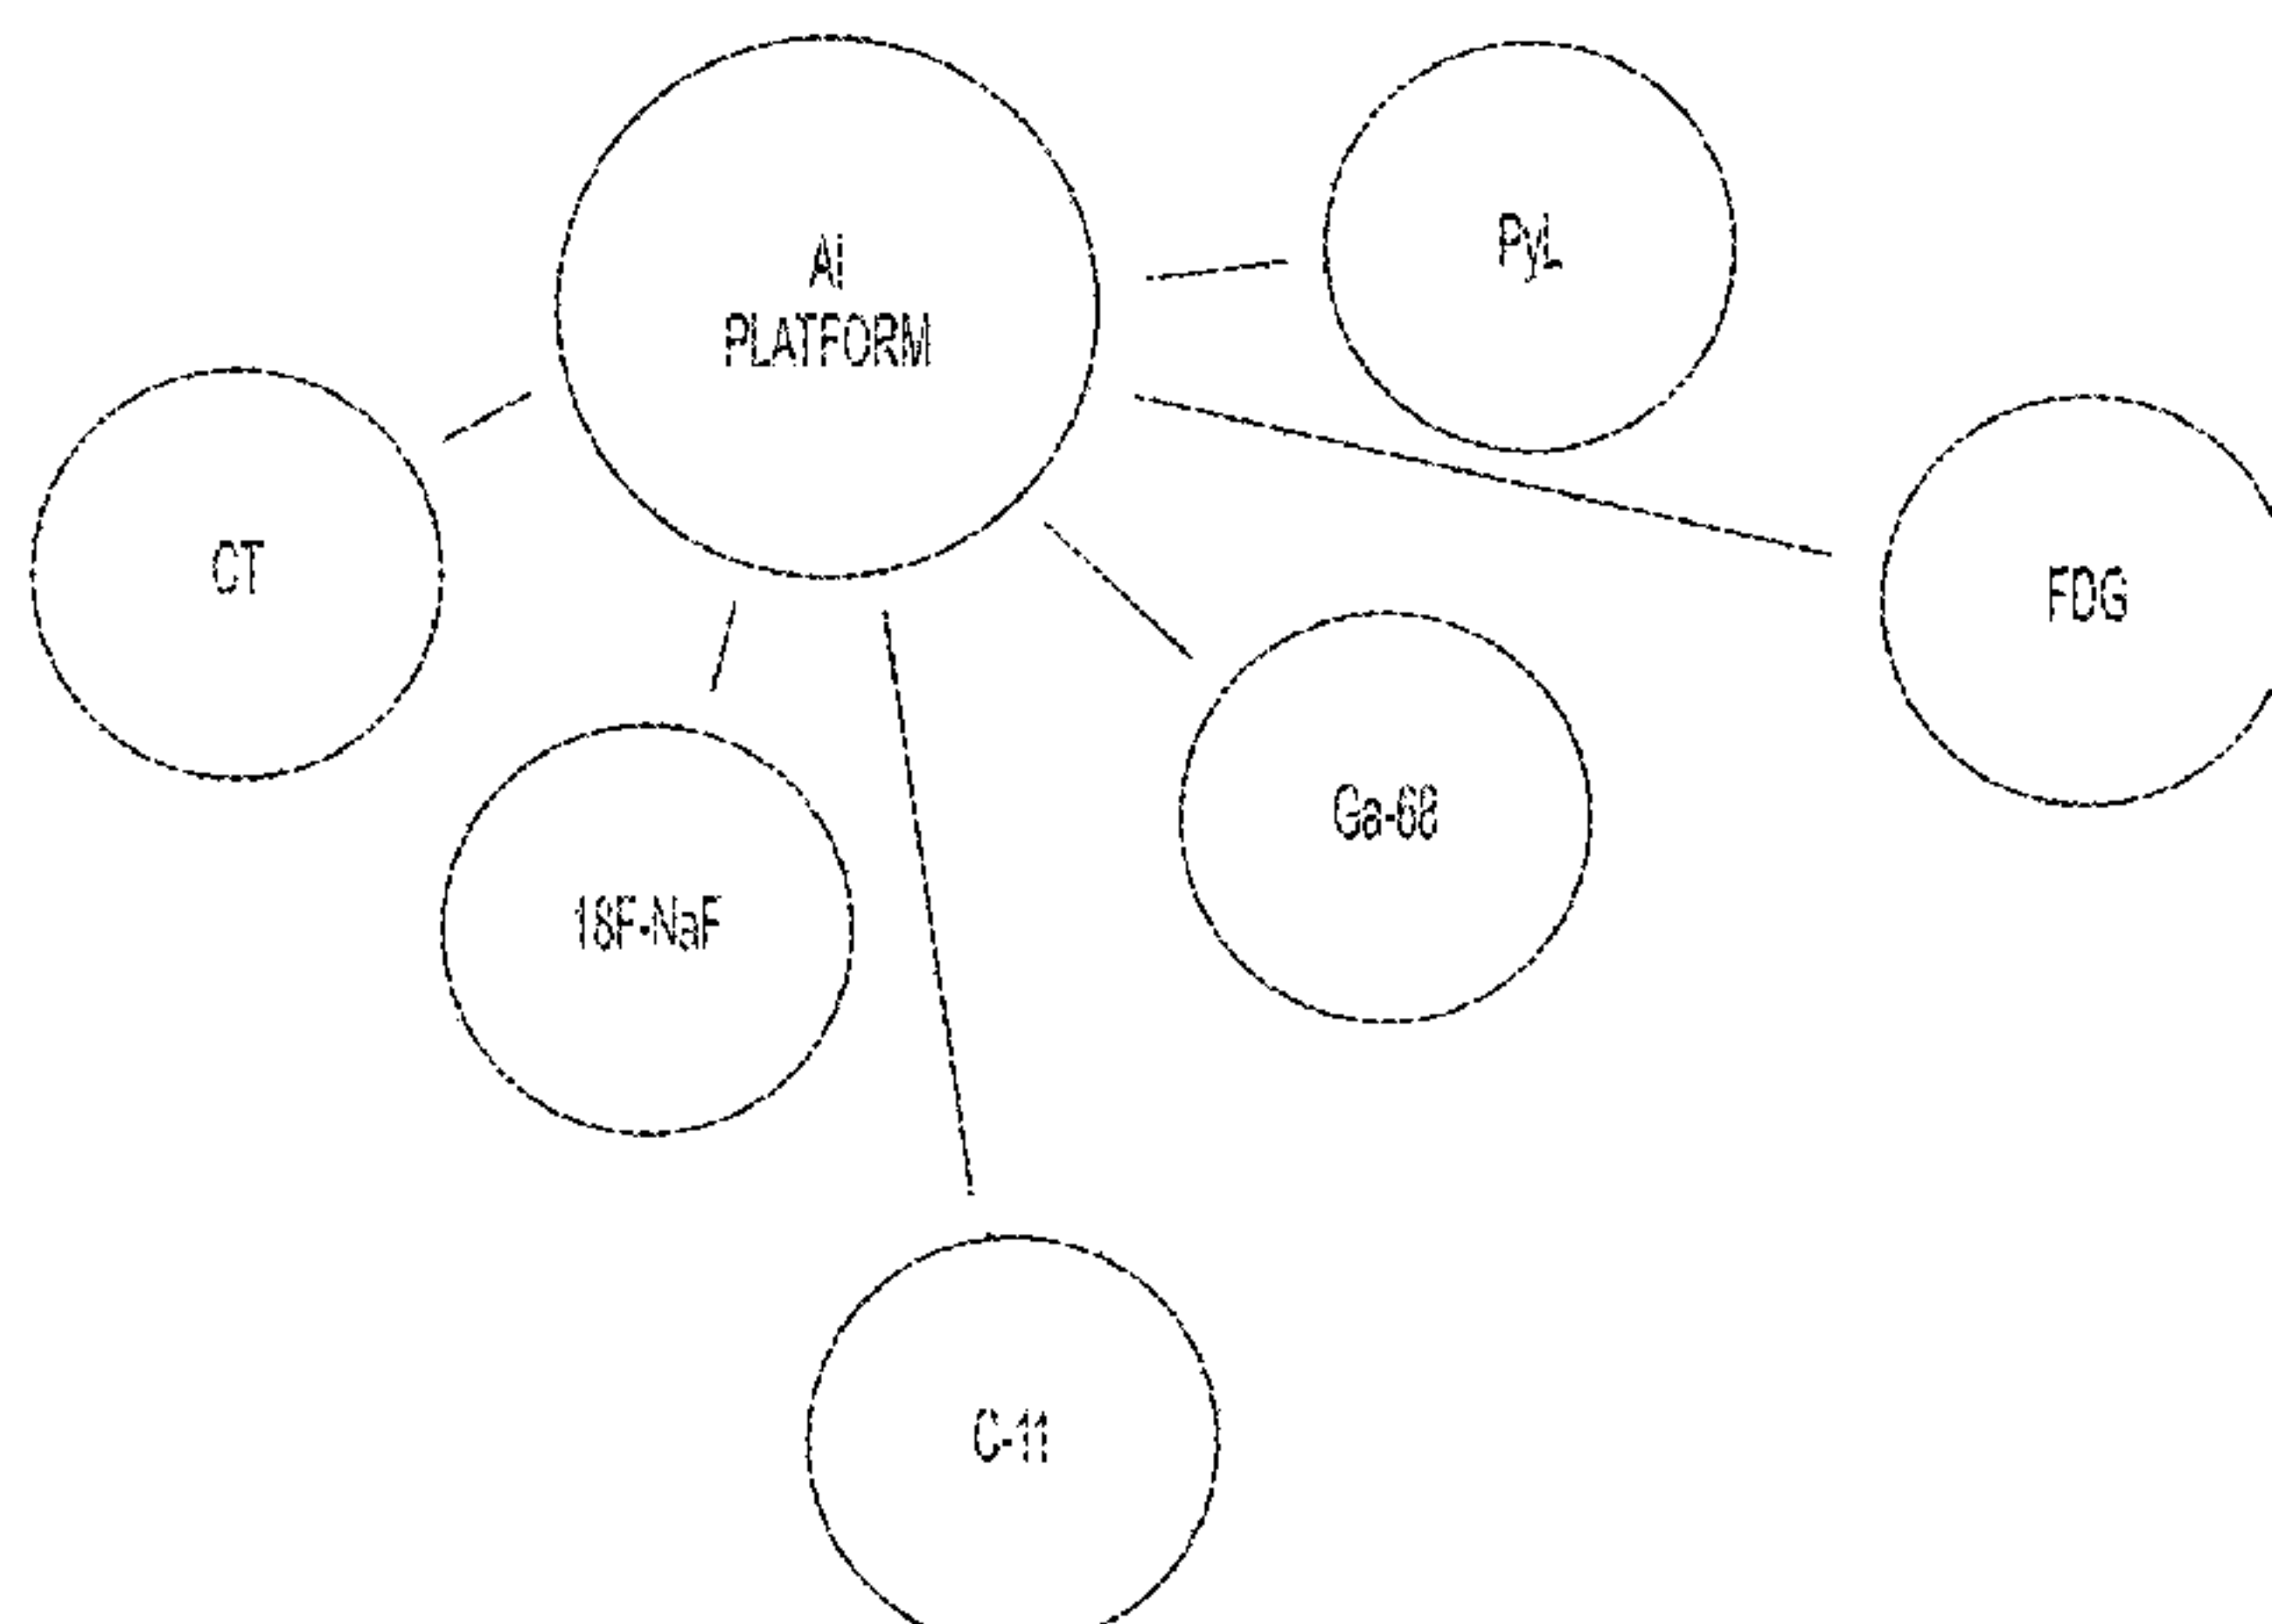 AI
PLATFORM
PyL
CT
FDG
Ga-68
18F-NaF
C-11